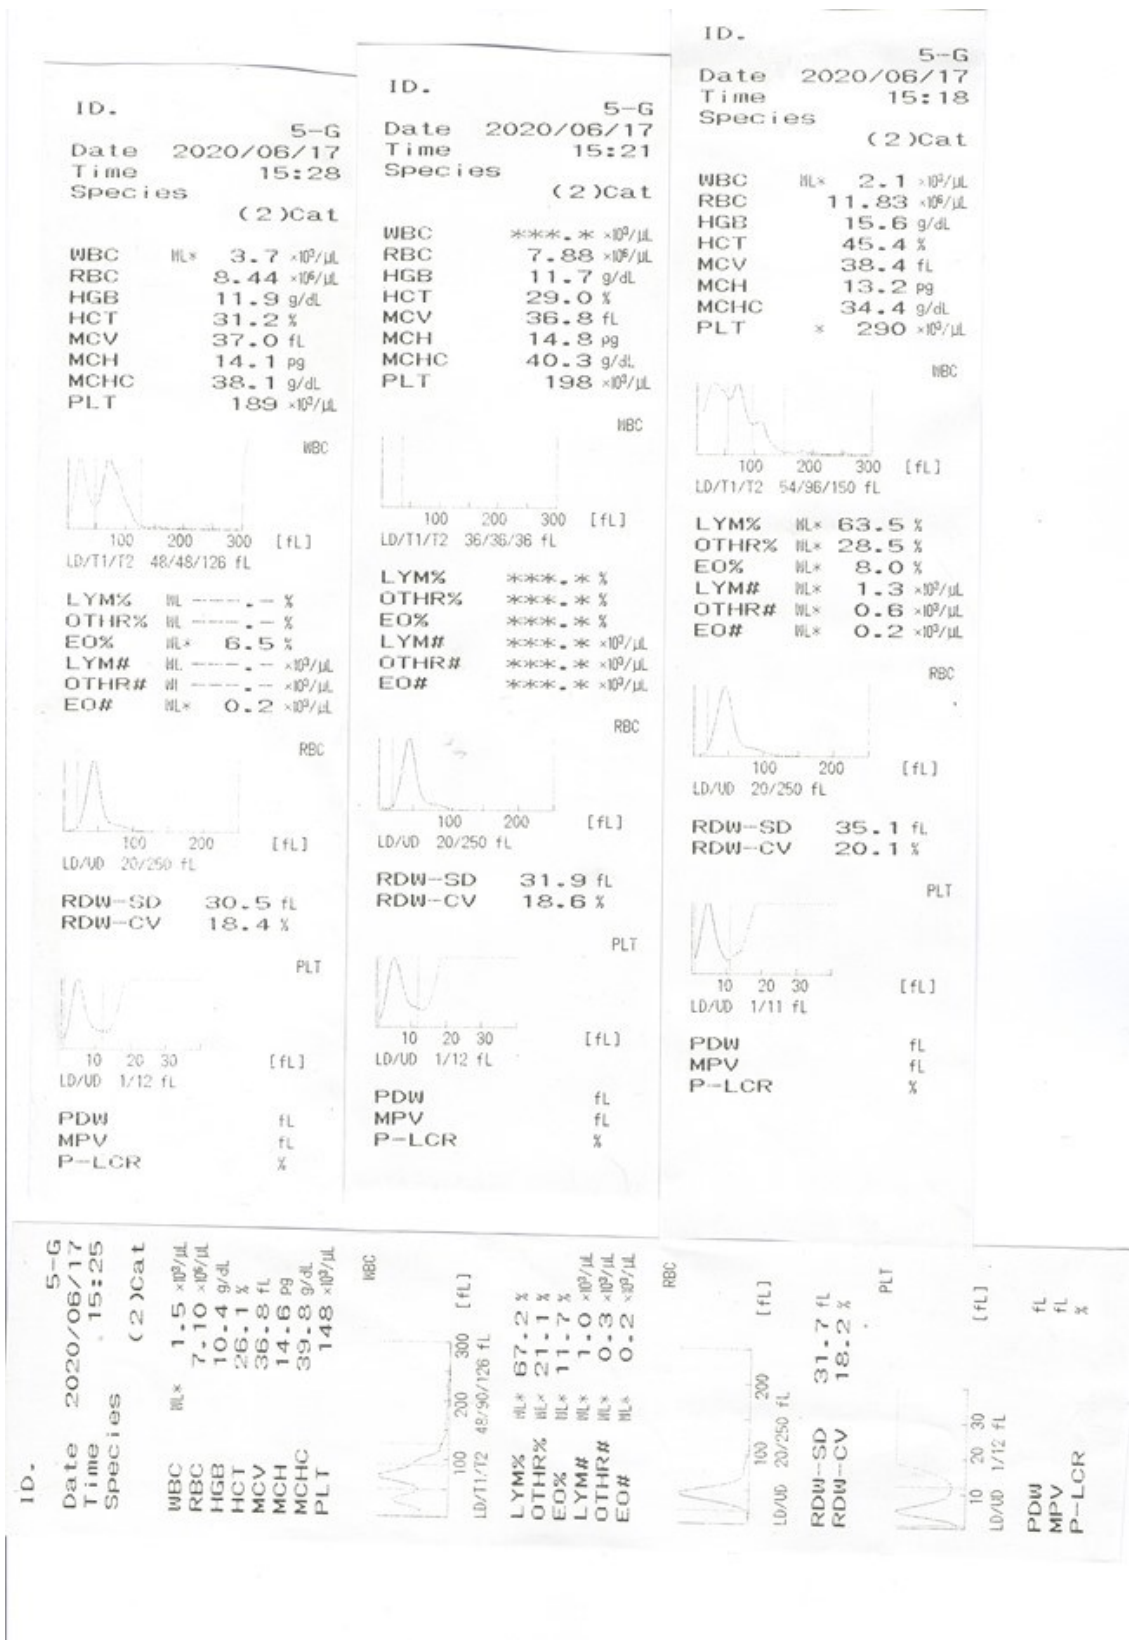 ID.
5-G
Date 2020/06/17
Time 15:28
Species
(2)Cat
WBC WL* 3.7 ×10³/µL
RBC 8.44 ×10⁶/µL
HGB 11.9 g/dL
HCT 31.2 %
MCV 37.0 fL
MCH 14.1 pg
MCHC 38.1 g/dL
PLT 189 ×10³/µL
WBC
100 200 300 [fL]
LD/T1/T2 48/48/126 fL
LYM% WL ----.- %
OTHR% WL ----.- %
EO% WL* 6.5 %
LYM# WL ----.- ×10³/µL
OTHR# Wl ----.- ×10³/µL
EO# WL* 0.2 ×10³/µL
RBC
100 200 [fL]
LD/UD 20/250 fL
RDW-SD 30.5 fL
RDW-CV 18.4 %
PLT
10 20 30 [fL]
LD/UD 1/12 fL
PDW fL
MPV fL
P-LCR %
ID.
5-G
Date 2020/06/17
Time 15:21
Species
(2)Cat
WBC ***.* ×10³/µL
RBC 7.88 ×10⁶/µL
HGB 11.7 g/dL
HCT 29.0 %
MCV 36.8 fL
MCH 14.8 pg
MCHC 40.3 g/dL
PLT 198 ×10³/µL
WBC
100 200 300 [fL]
LD/T1/T2 36/36/36 fL
LYM% ***.* %
OTHR% ***.* %
EO% ***.* %
LYM# ***.* ×10³/µL
OTHR# ***.* ×10³/µL
EO# ***.* ×10³/µL
RBC
100 200 [fL]
LD/UD 20/250 fL
RDW-SD 31.9 fL
RDW-CV 18.6 %
PLT
10 20 30 [fL]
LD/UD 1/12 fL
PDW fL
MPV fL
P-LCR %
ID.
5-G
Date 2020/06/17
Time 15:18
Species
(2)Cat
WBC WL* 2.1 ×10³/µL
RBC 11.83 ×10⁶/µL
HGB 15.6 g/dL
HCT 45.4 %
MCV 38.4 fL
MCH 13.2 pg
MCHC 34.4 g/dL
PLT * 290 ×10³/µL
WBC
100 200 300 [fL]
LD/T1/T2 54/96/150 fL
LYM% WL* 63.5 %
OTHR% WL* 28.5 %
EO% WL* 8.0 %
LYM# WL* 1.3 ×10³/µL
OTHR# WL* 0.6 ×10³/µL
EO# WL* 0.2 ×10³/µL
RBC
100 200 [fL]
LD/UD 20/250 fL
RDW-SD 35.1 fL
RDW-CV 20.1 %
PLT
10 20 30 [fL]
LD/UD 1/11 fL
PDW fL
MPV fL
P-LCR %
ID.
5-G
Date 2020/06/17
Time 15:25
Species
(2)Cat
WBC WL* 1.5 ×10³/µL
RBC 7.10 ×10⁶/µL
HGB 10.4 g/dL
HCT 26.1 %
MCV 36.8 fL
MCH 14.6 pg
MCHC 39.8 g/dL
PLT 148 ×10³/µL
WBC
100 200 300 [fL]
LD/T1/T2 48/90/126 fL
LYM% WL* 67.2 %
OTHR% WL* 21.1 %
EO% WL* 11.7 %
LYM# WL* 1.0 ×10³/µL
OTHR# WL* 0.3 ×10³/µL
EO# WL* 0.2 ×10³/µL
RBC
100 200 [fL]
LD/UD 20/250 fL
RDW-SD 31.7 fL
RDW-CV 18.2 %
PLT
10 20 30 [fL]
LD/UD 1/12 fL
PDW fL
MPV fL
P-LCR %